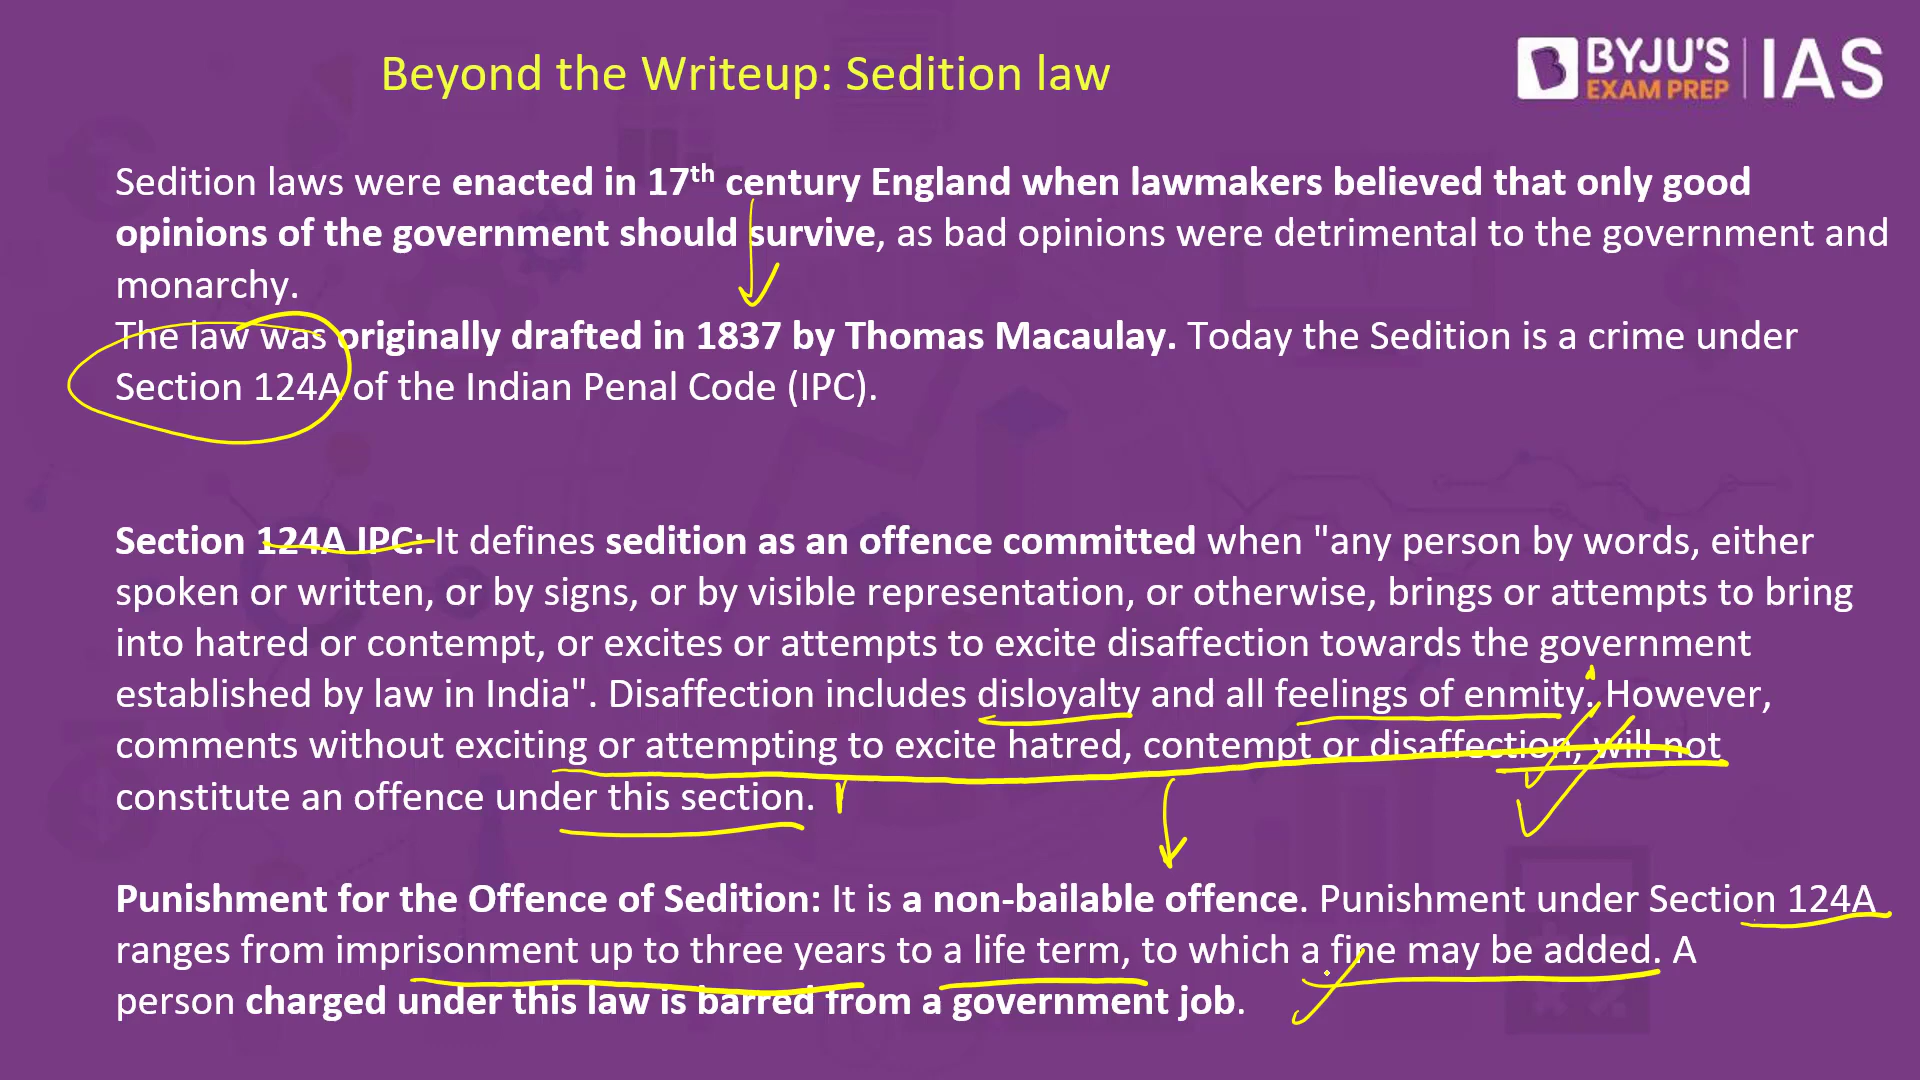 Beyond the Writeup: Sedition law
BYJU'S
EXAM PREP
IAS
Sedition laws were enacted in 17th century England when lawmakers believed that only good
opinions of the government should survive, as bad opinions were detrimental to the government and
monarchy.
The law was originally drafted in 1837 by Thomas Macaulay. Today the Sedition is a crime under
Section 124A of the Indian Penal Code (IPC).
Section 124A IPC: It defines sedition as an offence committed when "any person by words, either
spoken or written, or by signs, or by visible representation, or otherwise, brings or attempts to bring
into hatred or contempt, or excites or attempts to excite disaffection towards the government
established by law in India". Disaffection includes disloyalty and all feelings of enmity. However,
comments without exciting or attempting to excite hatred, contempt or disaffection, will not
constitute an offence under this section.
Punishment for the Offence of Sedition: It is a non-bailable offence. Punishment under Section 124A
ranges from imprisonment up to three years to a life term, to which a fine may be added. A
person charged under this law is barred from a government job.